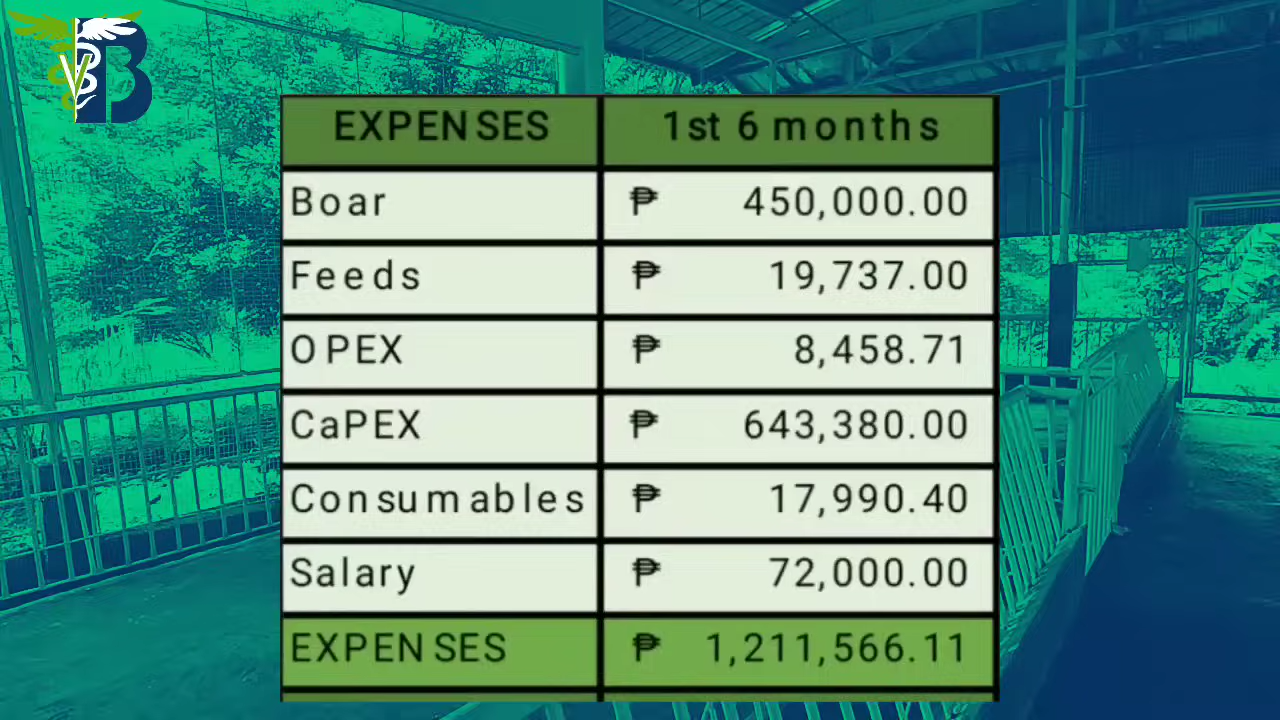 VB
EXPENSES 1st 6 months
Boar ₱ 450,000.00
Feeds ₱ 19,737.00
OPEX ₱ 8,458.71
CaPEX ₱ 643,380.00
Consumables ₱ 17,990.40
Salary ₱ 72,000.00
EXPENSES ₱ 1,211,566.11